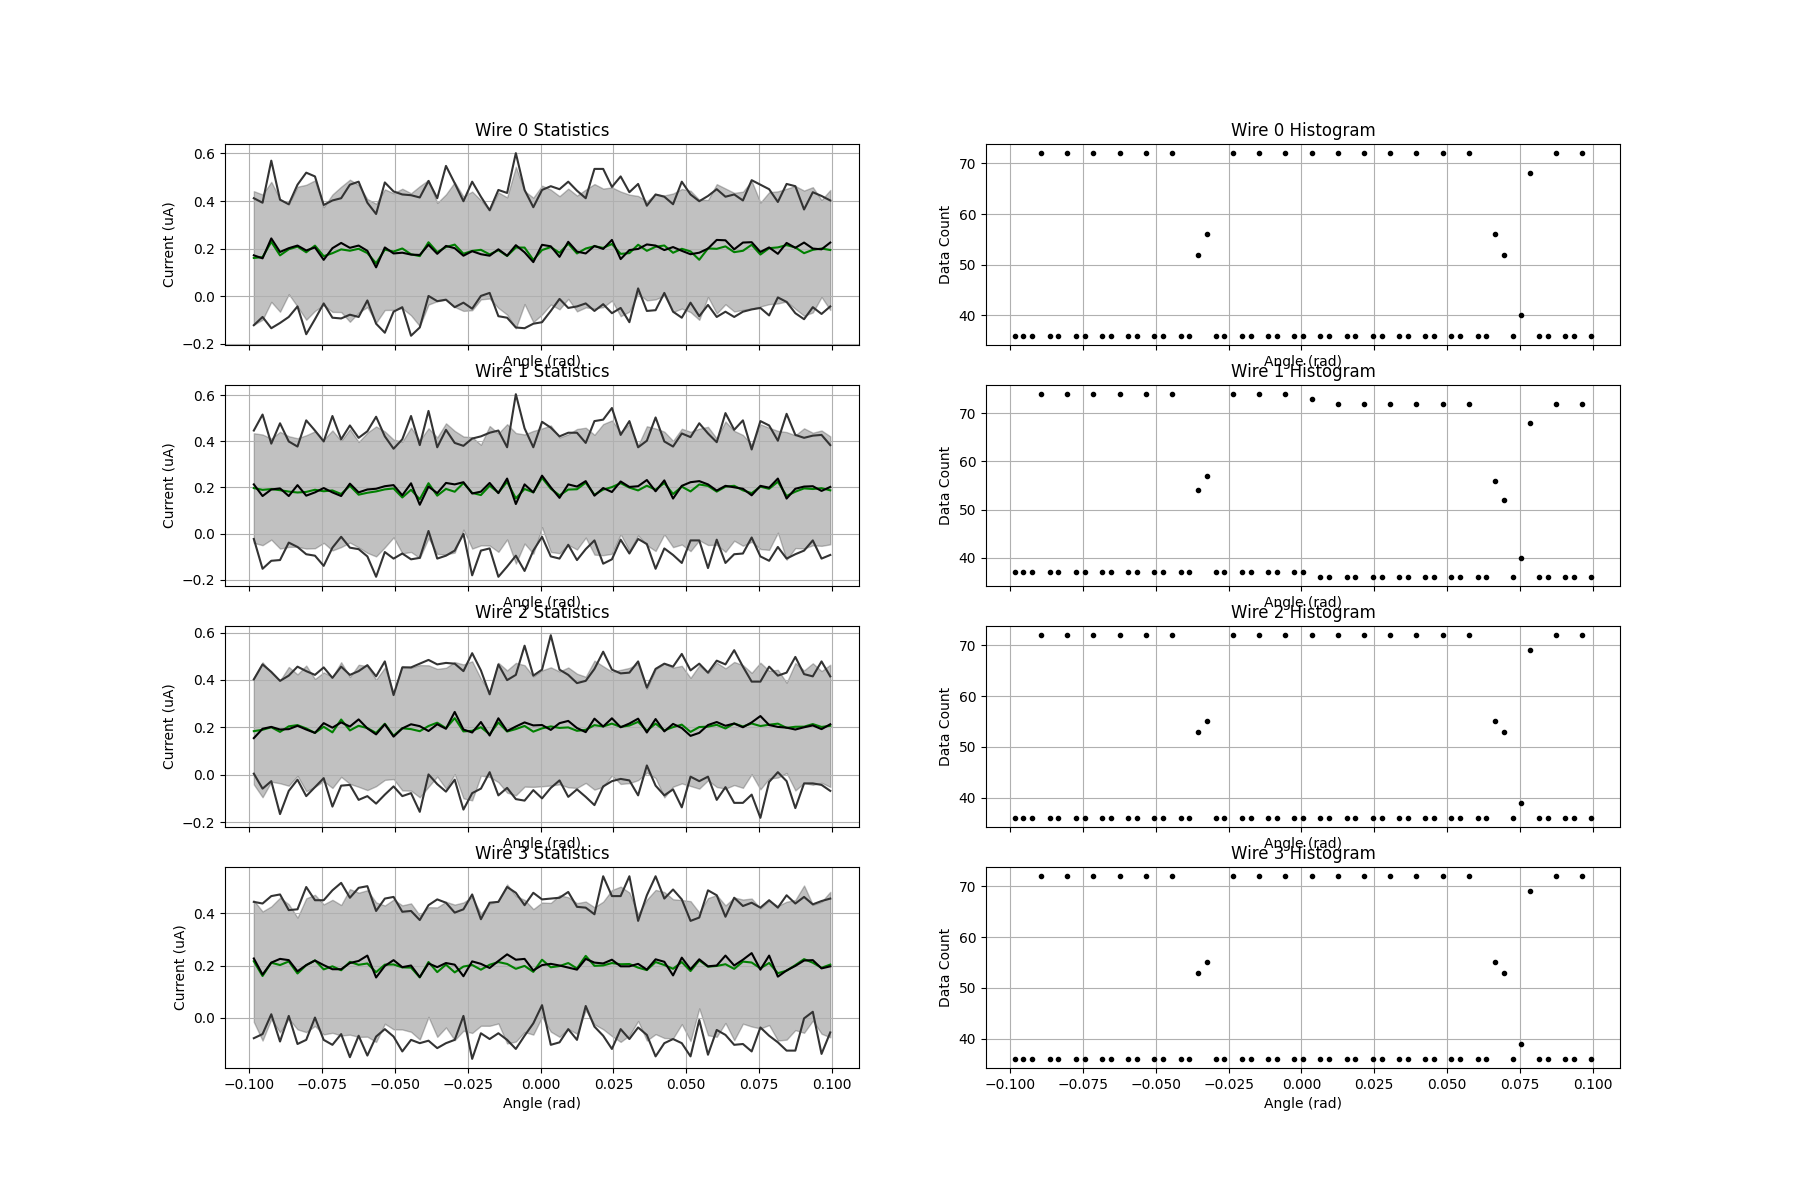 Wire 0 Statistics
Wire 0 Histogram
0.6
0.4
0.2
0.0
−0.2
Current (uA)
Angle (rad)
70
60
50
40
Data Count
Angle (rad)
Wire 1 Statistics
Wire 1 Histogram
0.6
0.4
0.2
0.0
−0.2
Current (uA)
Angle (rad)
70
60
50
40
Data Count
Angle (rad)
Wire 2 Statistics
Wire 2 Histogram
0.6
0.4
0.2
0.0
−0.2
Current (uA)
Angle (rad)
70
60
50
40
Data Count
Angle (rad)
Wire 3 Statistics
Wire 3 Histogram
0.4
0.2
0.0
Current (uA)
−0.100 −0.075 −0.050 −0.025 0.000 0.025 0.050 0.075 0.100
Angle (rad)
70
60
50
40
Data Count
−0.100 −0.075 −0.050 −0.025 0.000 0.025 0.050 0.075 0.100
Angle (rad)